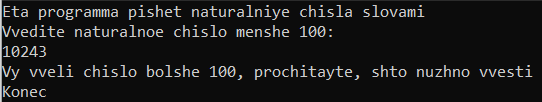 Eta programma pishet naturalniye chisla slovami
Vvedite naturalnoe chislo menshe 100:
10243
Vy vveli chislo bolshe 100, prochitayte, shto nuzhno vvesti
Konec